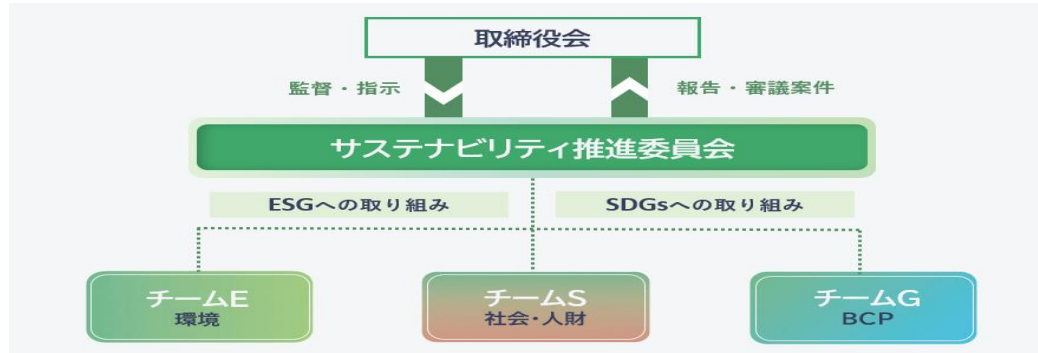 取締役会
監督・指示
報告・審議案件
サステナビリティ推進委員会
ESGへの取り組み
SDGsへの取り組み
チームE
環境
チームS
社会・人財
チームG
BCP